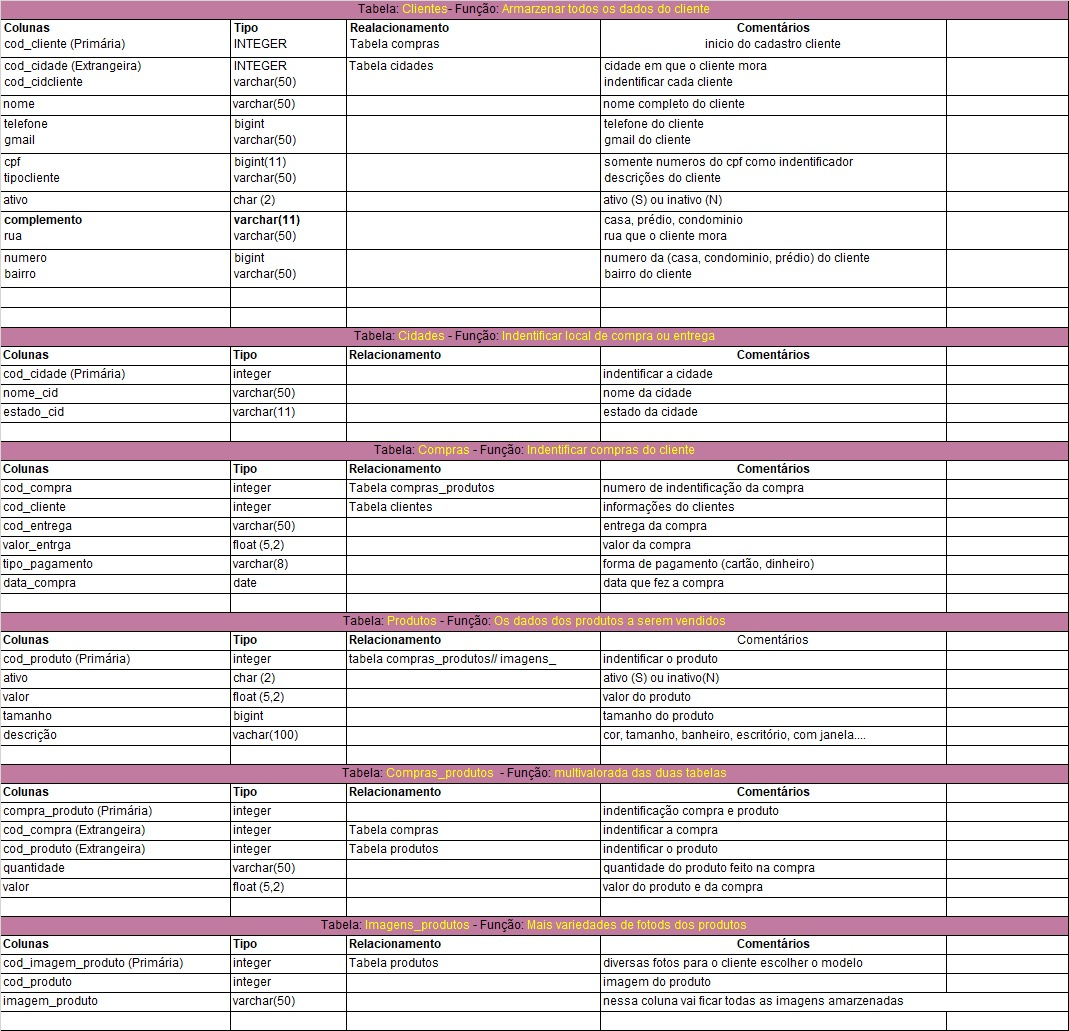 Tabela: Clientes- Função: Armarzenar todos os dados do cliente
Colunas Tipo Realacionamento Comentários
cod_cliente (Primária) INTEGER Tabela compras inicio do cadastro cliente
cod_cidade (Extrangeira) INTEGER Tabela cidades cidade em que o cliente mora
cod_cidcliente varchar(50) indentificar cada cliente
nome varchar(50) nome completo do cliente
telefone bigint telefone do cliente
gmail varchar(50) gmail do cliente
cpf bigint(11) somente numeros do cpf como indentificador
tipocliente varchar(50) descrições do cliente
ativo char (2) ativo (S) ou inativo (N)
complemento varchar(11) casa, prédio, condominio
rua varchar(50) rua que o cliente mora
numero bigint numero da (casa, condominio, prédio) do cliente
bairro varchar(50) bairro do cliente
Tabela: Cidades - Função: Indentificar local de compra ou entrega
Colunas Tipo Relacionamento Comentários
cod_cidade (Primária) integer indentificar a cidade
nome_cid varchar(50) nome da cidade
estado_cid varchar(11) estado da cidade
Tabela: Compras - Função: Indentificar compras do cliente
Colunas Tipo Relacionamento Comentários
cod_compra integer Tabela compras_produtos numero de indentificação da compra
cod_cliente integer Tabela clientes informações do clientes
cod_entrega varchar(50) entrega da compra
valor_entrga float (5,2) valor da compra
tipo_pagamento varchar(8) forma de pagamento (cartão, dinheiro)
data_compra date data que fez a compra
Tabela: Produtos - Função: Os dados dos produtos a serem vendidos
Colunas Tipo Relacionamento Comentários
cod_produto (Primária) integer tabela compras_produtos// imagens_ indentificar o produto
ativo char (2) ativo (S) ou inativo(N)
valor float (5,2) valor do produto
tamanho bigint tamanho do produto
descrição vachar(100) cor, tamanho, banheiro, escritório, com janela....
Tabela: Compras_produtos - Função: multivalorada das duas tabelas
Colunas Tipo Relacionamento Comentários
compra_produto (Primária) integer indentificação compra e produto
cod_compra (Extrangeira) integer Tabela compras indentificar a compra
cod_produto (Extrangeira) integer Tabela produtos indentificar o produto
quantidade varchar(50) quantidade do produto feito na compra
valor float (5,2) valor do produto e da compra
Tabela: Imagens_produtos - Função: Mais variedades de fotods dos produtos
Colunas Tipo Relacionamento Comentários
cod_imagem_produto (Primária) integer Tabela produtos diversas fotos para o cliente escolher o modelo
cod_produto integer imagem do produto
imagem_produto varchar(50) nessa coluna vai ficar todas as imagens amarzenadas